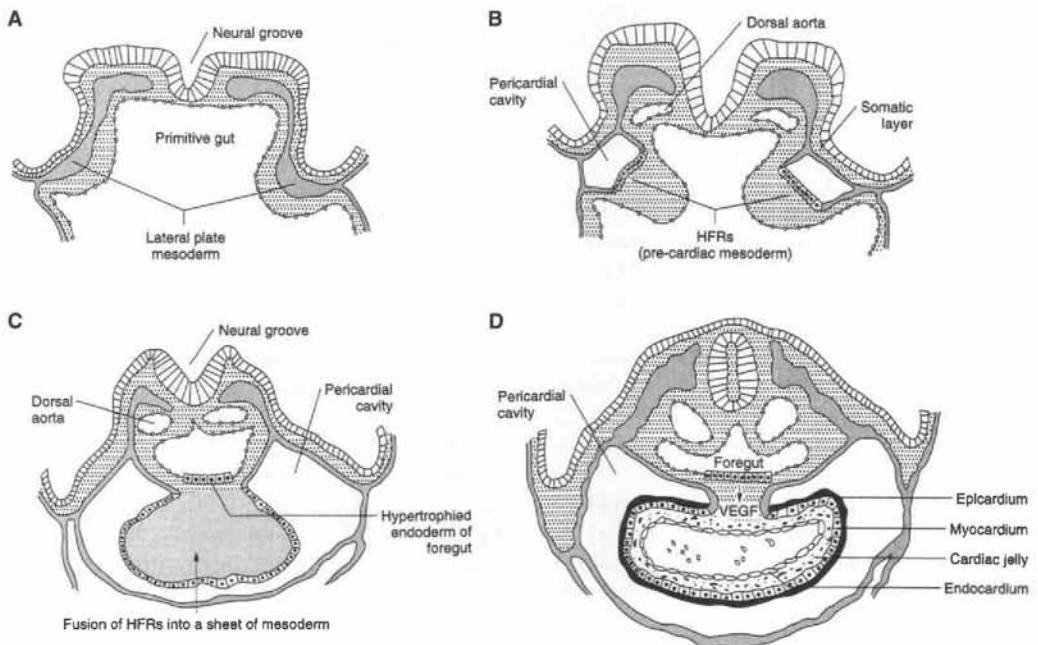 A
Neural groove
Primitive gut
Lateral plate
mesoderm
B
Dorsal aorta
Pericardial
cavity
Somatic
layer
HFRs
(pre-cardiac mesoderm)
C
Neural groove
Dorsal
aorta
Pericardial
cavity
Hypertrophied
endoderm of
foregut
Fusion of HFRs into a sheet of mesoderm
D
Pericardial
cavity
Foregut
VEGF
Epicardium
Myocardium
Cardiac jelly
Endocardium